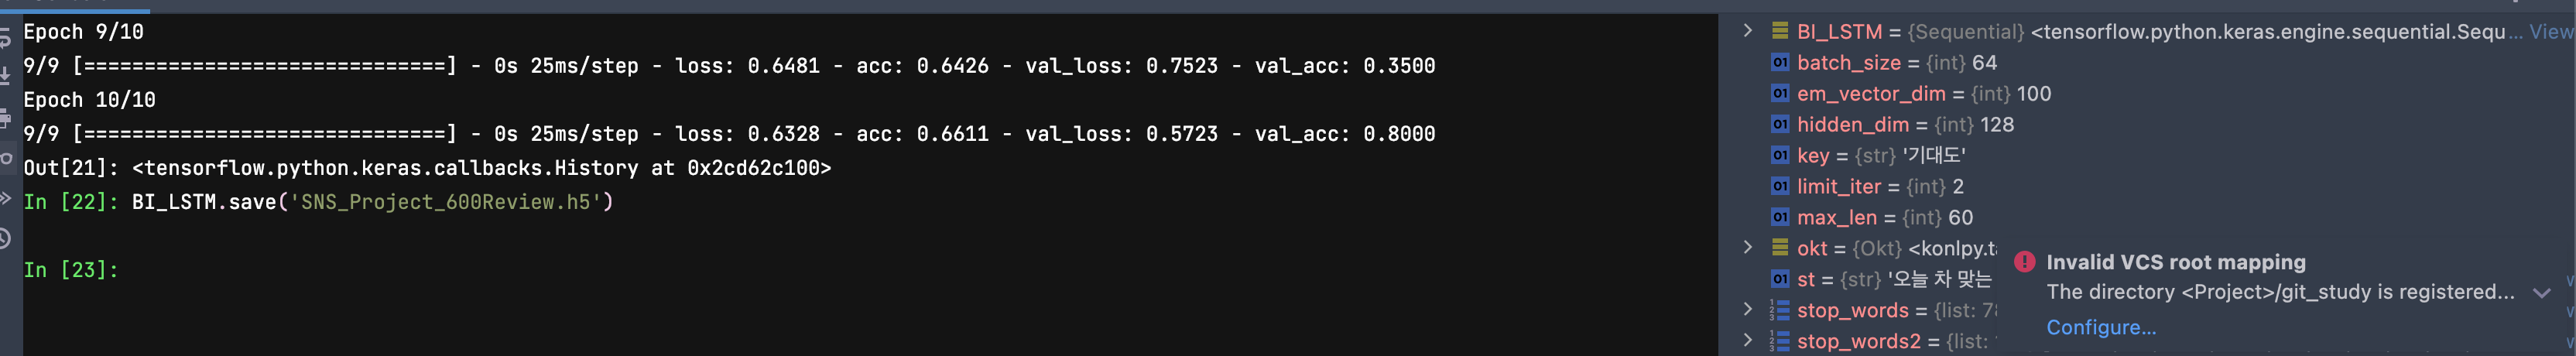 Epoch 9/10
9/9 [==============================] - 0s 25ms/step - loss: 0.6481 - acc: 0.6426 - val_loss: 0.7523 - val_acc: 0.3500
Epoch 10/10
9/9 [==============================] - 0s 25ms/step - loss: 0.6328 - acc: 0.6611 - val_loss: 0.5723 - val_acc: 0.8000
Out[21]: <tensorflow.python.keras.callbacks.History at 0x2cd62c100>
In [22]: BI_LSTM.save('SNS_Project_600Review.h5')
In [23]:
BI_LSTM = {Sequential} <tensorflow.python.keras.engine.sequential.Sequ... View
batch_size = {int} 64
em_vector_dim = {int} 100
hidden_dim = {int} 128
key = {str} '기대도'
limit_iter = {int} 2
max_len = {int} 60
okt = {Okt} <konlpy.
st = {str} '오늘 차 맞는
stop_words = {list:
stop_words2 = {list:
Invalid VCS root mapping
The directory <Project>/git_study is registered...
Configure...